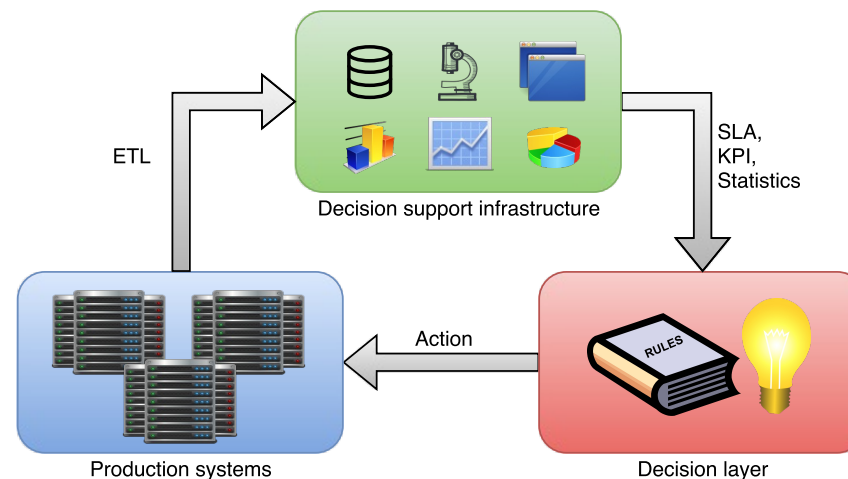 Decision support infrastructure
ETL
SLA,
KPI,
Statistics
Action
RULES
Production systems
Decision layer